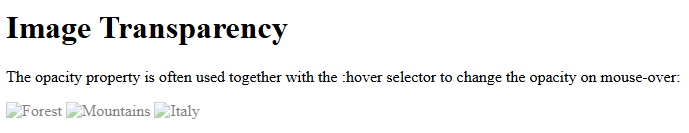 Image Transparency
The opacity property is often used together with the :hover selector to change the opacity on mouse-over:
Forest Mountains Italy